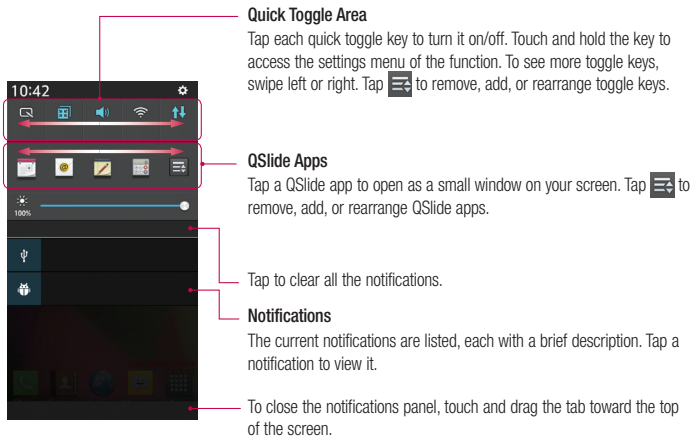 Quick Toggle Area
Tap each quick toggle key to turn it on/off. Touch and hold the key to
access the settings menu of the function. To see more toggle keys,
swipe left or right. Tap to remove, add, or rearrange toggle keys.
10:42
QSlide Apps
Tap a QSlide app to open as a small window on your screen. Tap to
remove, add, or rearrange QSlide apps.
100%
Tap to clear all the notifications.
Notifications
The current notifications are listed, each with a brief description. Tap a
notification to view it.
To close the notifications panel, touch and drag the tab toward the top
of the screen.